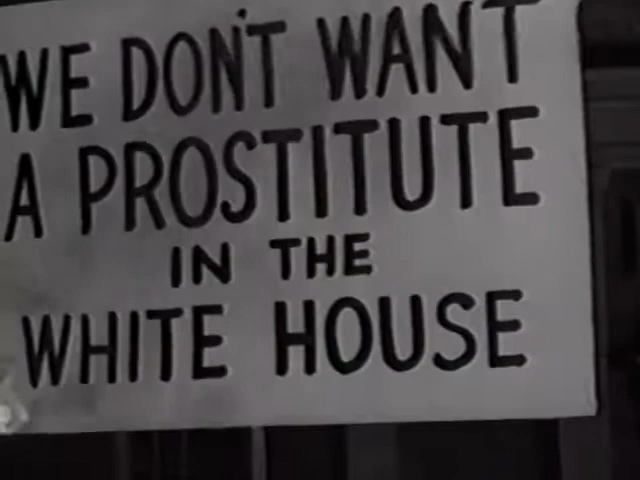 WE DON'T WANT
A PROSTITUTE
IN THE
WHITE HOUSE